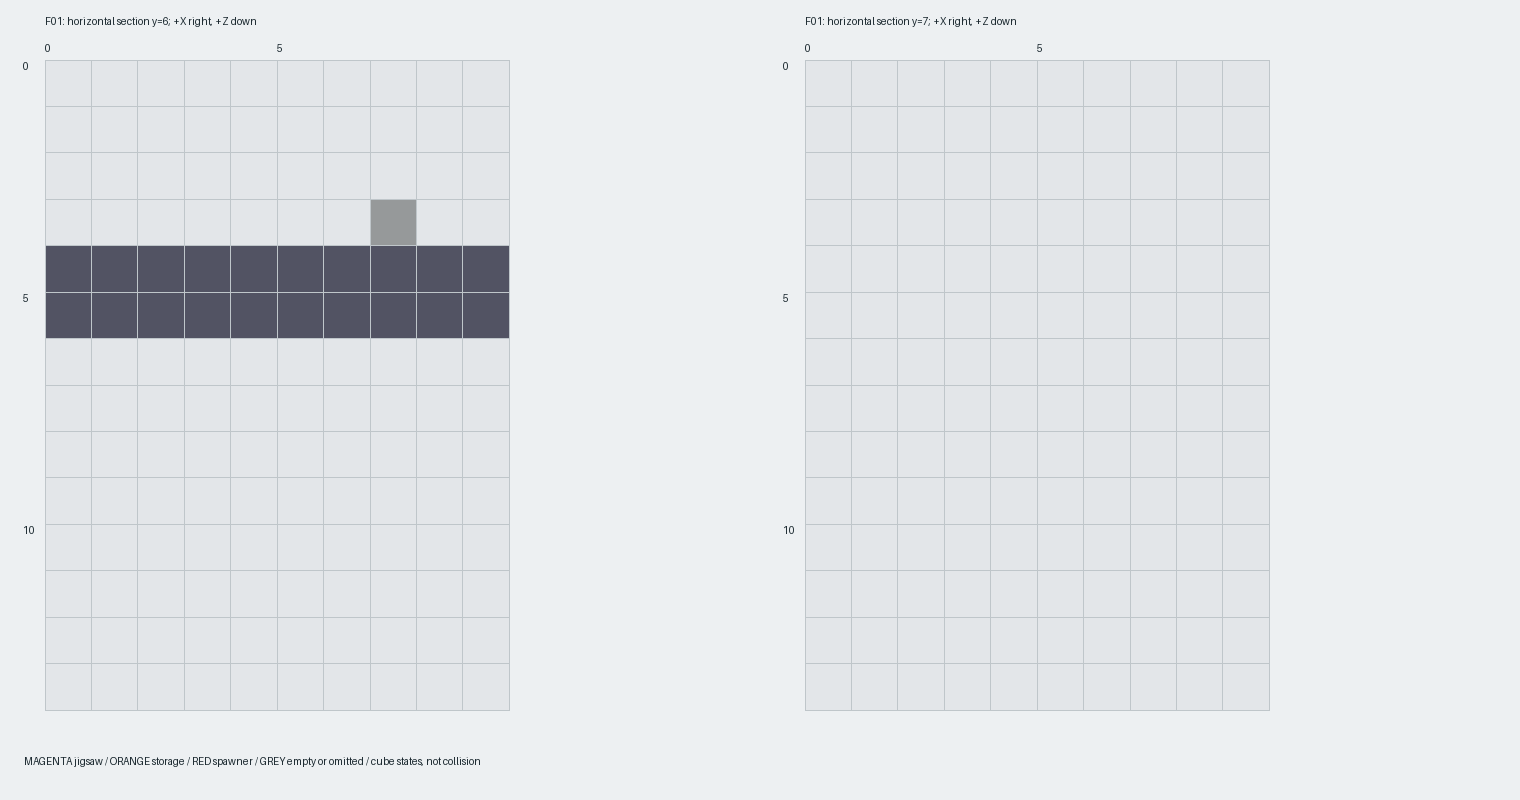 F01: horizontal section y=6; +X right, +Z down
0 5
0
5
10
F01: horizontal section y=7; +X right, +Z down
0 5
0
5
10
MAGENTA jigsaw / ORANGE storage / RED spawner / GREY empty or omitted / cube states, not collision